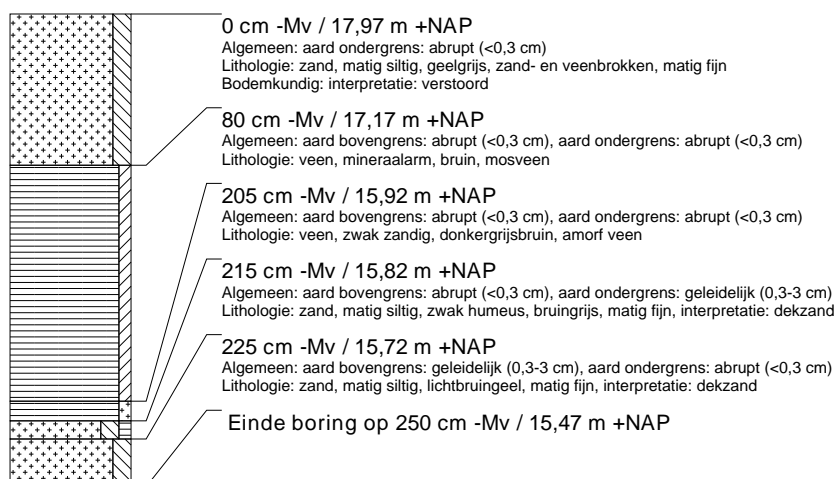 0 cm -Mv / 17,97 m +NAP
Algemeen: aard ondergrens: abrupt (<0,3 cm)
Lithologie: zand, matig siltig, geelgrijs, zand- en veenbrokken, matig fijn
Bodemkundig: interpretatie: verstoord
80 cm -Mv / 17,17 m +NAP
Algemeen: aard bovengrens: abrupt (<0,3 cm), aard ondergrens: abrupt (<0,3 cm)
Lithologie: veen, mineraalarm, bruin, mosveen
205 cm -Mv / 15,92 m +NAP
Algemeen: aard bovengrens: abrupt (<0,3 cm), aard ondergrens: abrupt (<0,3 cm)
Lithologie: veen, zwak zandig, donkergrijsbruin, amorf veen
215 cm -Mv / 15,82 m +NAP
Algemeen: aard bovengrens: abrupt (<0,3 cm), aard ondergrens: geleidelijk (0,3-3 cm)
Lithologie: zand, matig siltig, zwak humeus, bruingrijs, matig fijn, interpretatie: dekzand
225 cm -Mv / 15,72 m +NAP
Algemeen: aard bovengrens: geleidelijk (0,3-3 cm), aard ondergrens: abrupt (<0,3 cm)
Lithologie: zand, matig siltig, lichtbruingeel, matig fijn, interpretatie: dekzand
Einde boring op 250 cm -Mv / 15,47 m +NAP